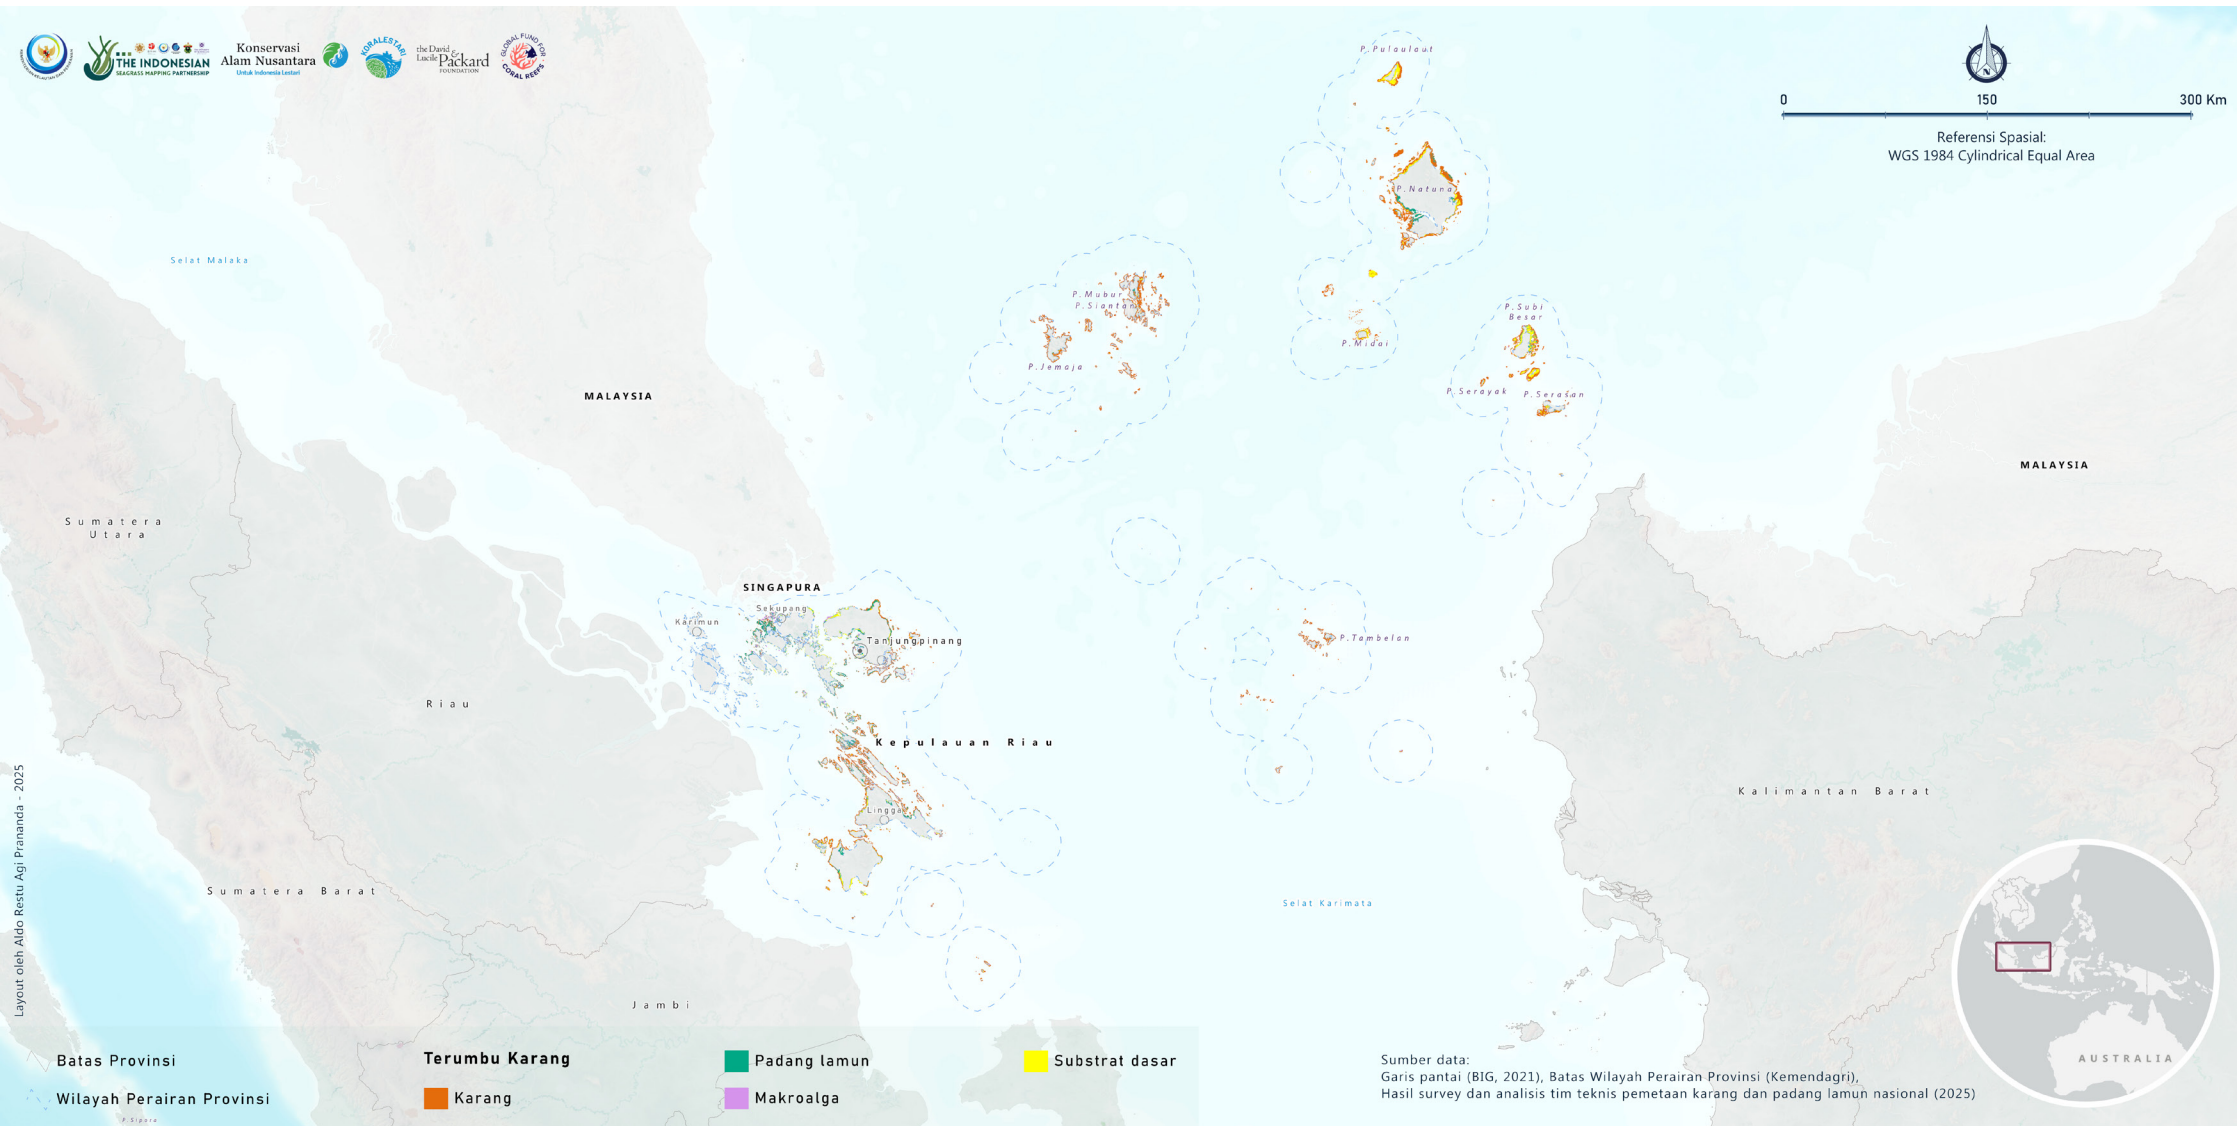 THE INDONESIAN
SEAGRASS MAPPING PARTNERSHIP
Konservasi
Alam Nusantara
Untuk Indonesia Lestari
KORALESTARI
the David &
Lucile Packard
FOUNDATION
GLOBAL FUND FOR
CORAL REEFS
N
0 150 300 Km
Referensi Spasial:
WGS 1984 Cylindrical Equal Area
P. Pulaulaut
P. Natuna
Selat Malaka
P. Mubur
P. Siantan
P. Jemaja
P. Midai
P. Subi
Besar
P. Serayak
P. Serasan
MALAYSIA
MALAYSIA
Sumatera
Utara
SINGAPURA
Sekupang
Karimun
Tanjungpinang
P. Tambelan
Riau
Kepulauan Riau
Kalimantan Barat
Lingga
Sumatera Barat
Selat Karimata
Jambi
Layout oleh Aldo Restu Agi Prananda - 2025
AUSTRALIA
Batas Provinsi
Wilayah Perairan Provinsi
P. Sipora
Terumbu Karang
Karang
Padang lamun
Makroalga
Substrat dasar
Sumber data:
Garis pantai (BIG, 2021), Batas Wilayah Perairan Provinsi (Kemendagri),
Hasil survey dan analisis tim teknis pemetaan karang dan padang lamun nasional (2025)